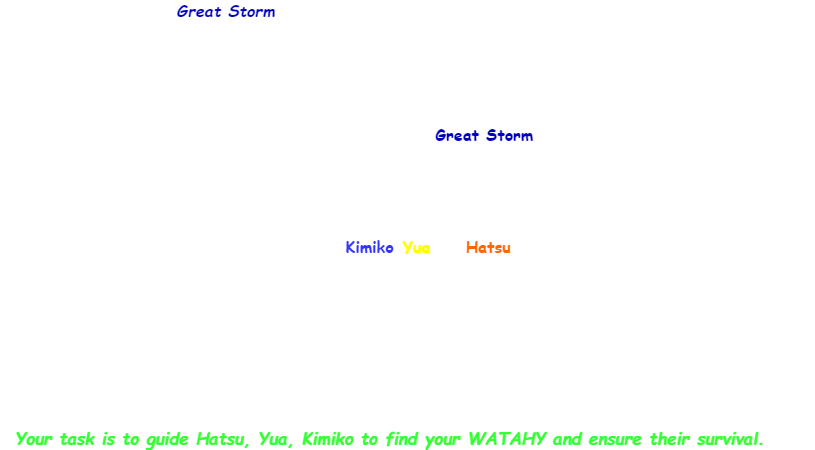 Great Storm
Great Storm
Kimiko Yua Hatsu
Your task is to guide Hatsu, Yua, Kimiko to find your WATAHY and ensure their survival.